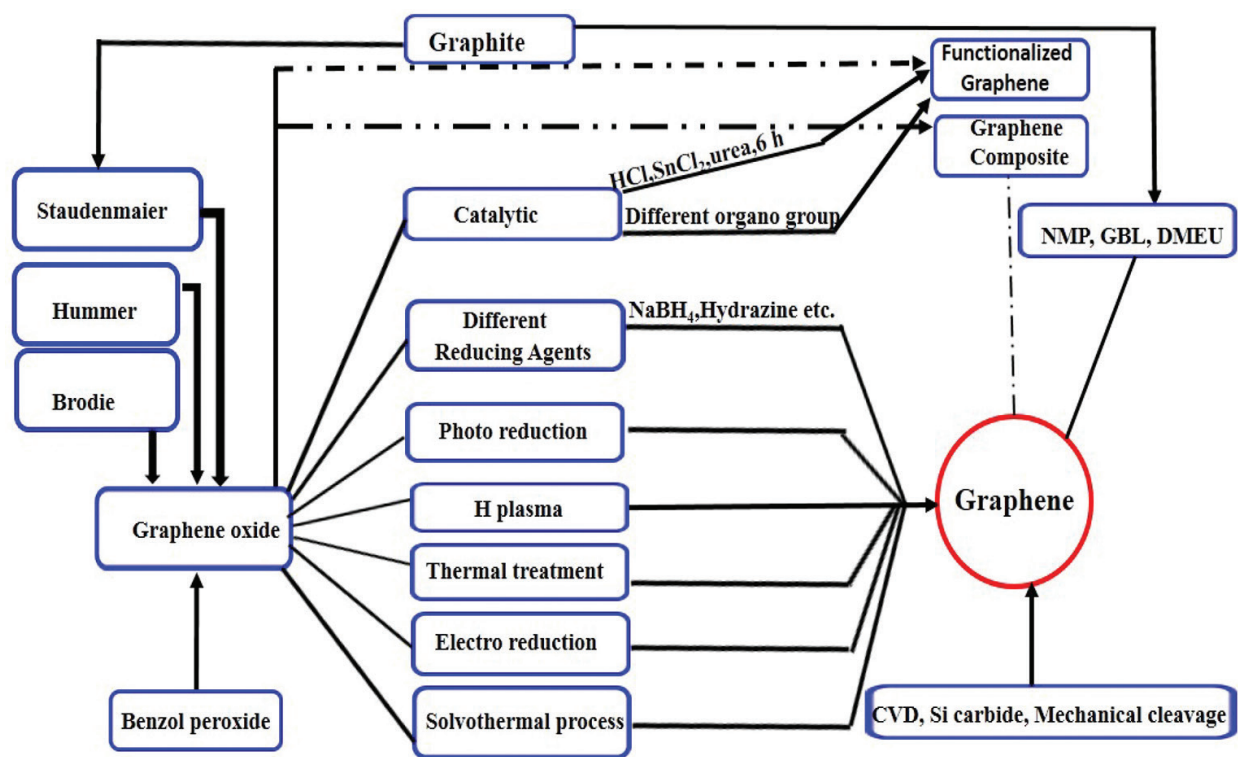 Graphite
Functionalized
Graphene
Graphene
Composite
HCl,SnCl2,urea,6 h
Staudenmaier
Catalytic
Different organo group
NMP, GBL, DMEU
Hummer
Different
Reducing Agents
NaBH4,Hydrazine etc.
Brodie
Photo reduction
H plasma
Graphene
Graphene oxide
Thermal treatment
Electro reduction
Benzol peroxide
Solvothermal process
CVD, Si carbide, Mechanical cleavage